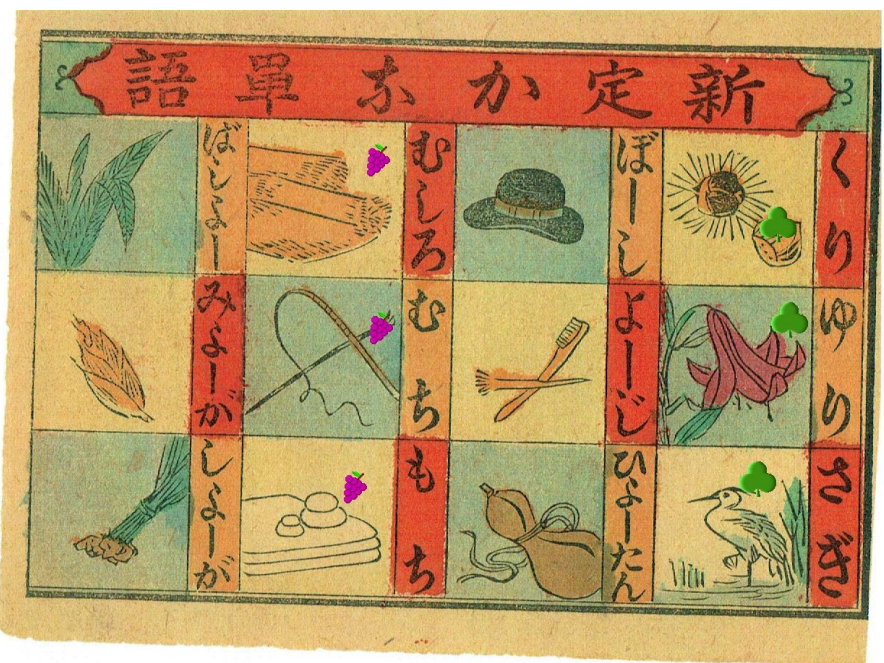 新定かな單語
くり
ゆり
さぎ
ぼーし
よーじ
ひよーたん
むしろ
むち
もち
ばしよー
みよーが
しよーが